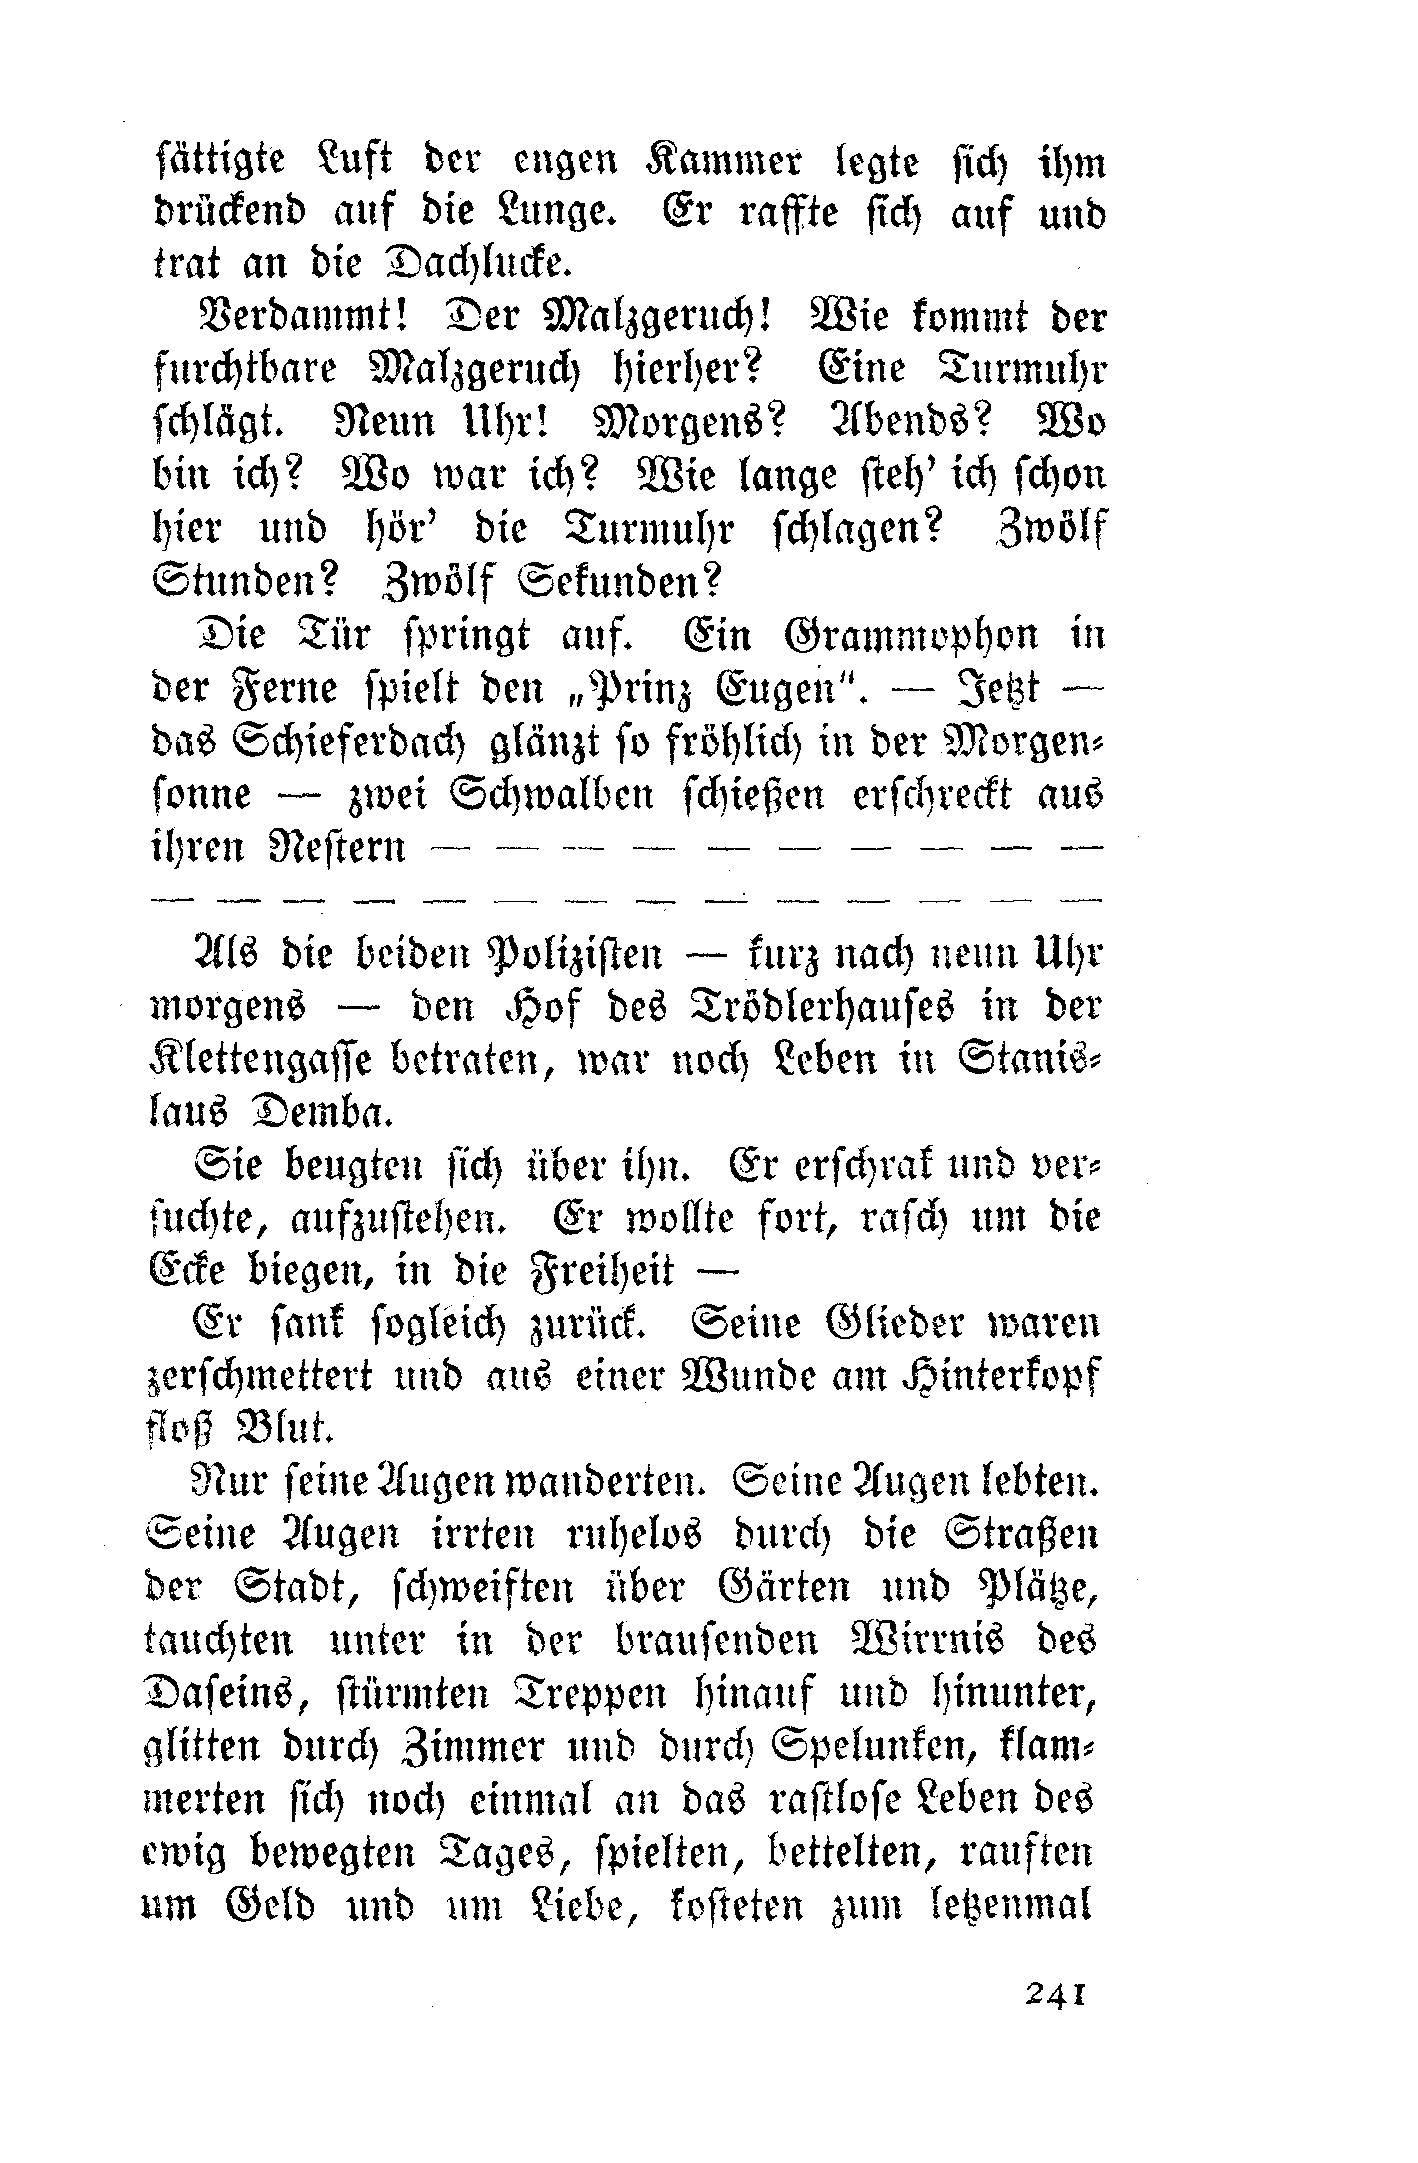 sättigte Luft der engen Kammer legte sich ihm
drückend auf die Lunge. Er raffte sich auf und
trat an die Dachlucke.
Verdammt! Der Malzgeruch! Wie kommt der
furchtbare Malzgeruch hierher? Eine Turmuhr
schlägt. Neun Uhr! Morgens? Abends? Wo
bin ich? Wo war ich? Wie lange steh' ich schon
hier und hör' die Turmuhr schlagen? Zwölf
Stunden? Zwölf Sekunden?
Die Tür springt auf. Ein Grammophon in
der Ferne spielt den „Prinz Eugen“. — Jetzt —
das Schieferdach glänzt so fröhlich in der Morgen-
sonne — zwei Schwalben schießen erschreckt aus
ihren Nestern — — — — — — — — — —
— — — — — — — — — — — — — —
Als die beiden Polizisten — kurz nach neun Uhr
morgens — den Hof des Trödlerhauses in der
Klettengasse betraten, war noch Leben in Stanis-
laus Demba.
Sie beugten sich über ihn. Er erschrak und ver-
suchte, aufzustehen. Er wollte fort, rasch um die
Ecke biegen, in die Freiheit —
Er sank sogleich zurück. Seine Glieder waren
zerschmettert und aus einer Wunde am Hinterkopf
floß Blut.
Nur seine Augen wanderten. Seine Augen lebten.
Seine Augen irrten ruhelos durch die Straßen
der Stadt, schweiften über Gärten und Plätze,
tauchten unter in der brausenden Wirrnis des
Daseins, stürmten Treppen hinauf und hinunter,
glitten durch Zimmer und durch Spelunken, klam-
merten sich noch einmal an das rastlose Leben des
ewig bewegten Tages, spielten, bettelten, rauften
um Geld und um Liebe, kosteten zum letzenmal
241